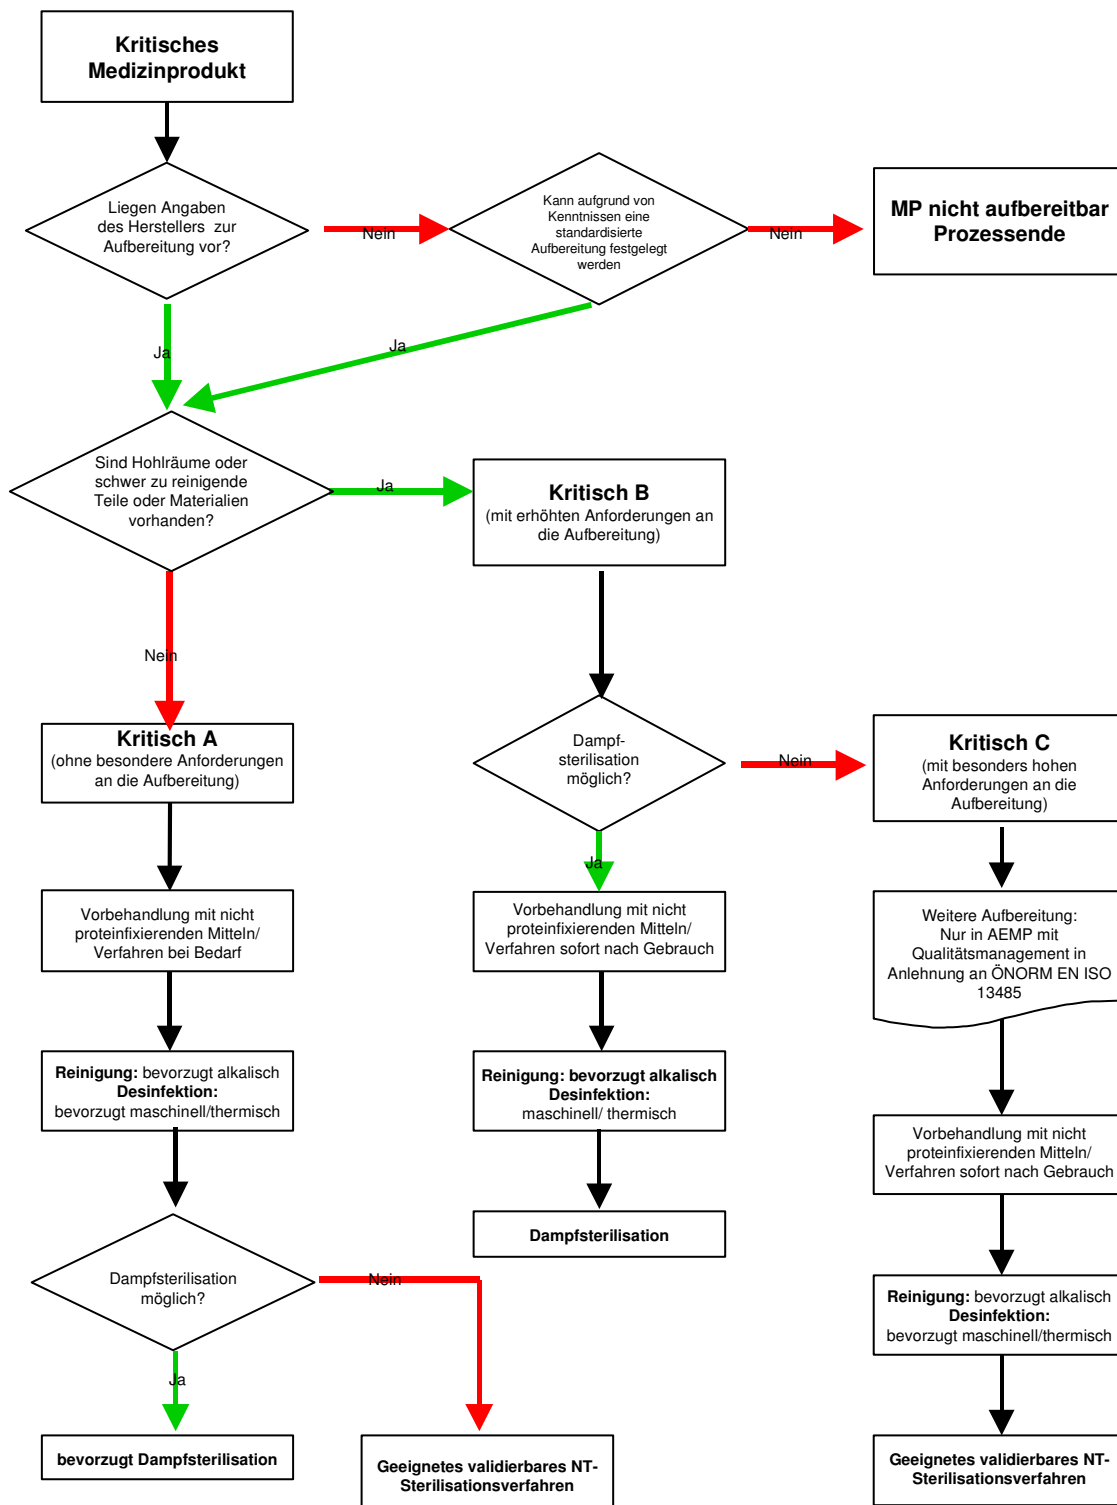 Kritisches
Medizinprodukt
Liegen Angaben
des Herstellers zur
Aufbereitung vor?
Nein
Kann aufgrund von
Kenntnissen eine
standardisierte
Aufbereitung festgelegt
werden
Nein
MP nicht aufbereitbar
Prozessende
Ja
Ja
Sind Hohlräume oder
schwer zu reinigende
Teile oder Materialien
vorhanden?
Ja
Kritisch B
(mit erhöhten Anforderungen an
die Aufbereitung)
Nein
Kritisch A
(ohne besondere Anforderungen
an die Aufbereitung)
Dampf-
sterilisation
möglich?
Nein
Kritisch C
(mit besonders hohen
Anforderungen an die
Aufbereitung)
Ja
Vorbehandlung mit nicht
proteinfixierenden Mitteln/
Verfahren bei Bedarf
Vorbehandlung mit nicht
proteinfixierenden Mitteln/
Verfahren sofort nach Gebrauch
Weitere Aufbereitung:
Nur in AEMP mit
Qualitätsmanagement in
Anlehnung an ÖNORM EN ISO
13485
Reinigung: bevorzugt alkalisch
Desinfektion:
bevorzugt maschinell/thermisch
Reinigung: bevorzugt alkalisch
Desinfektion:
maschinell/ thermisch
Vorbehandlung mit nicht
proteinfixierenden Mitteln/
Verfahren sofort nach Gebrauch
Dampfsterilisation
Dampfsterilisation
möglich?
Nein
Reinigung: bevorzugt alkalisch
Desinfektion:
bevorzugt maschinell/thermisch
Ja
bevorzugt Dampfsterilisation
Geeignetes validierbares NT-
Sterilisationsverfahren
Geeignetes validierbares NT-
Sterilisationsverfahren